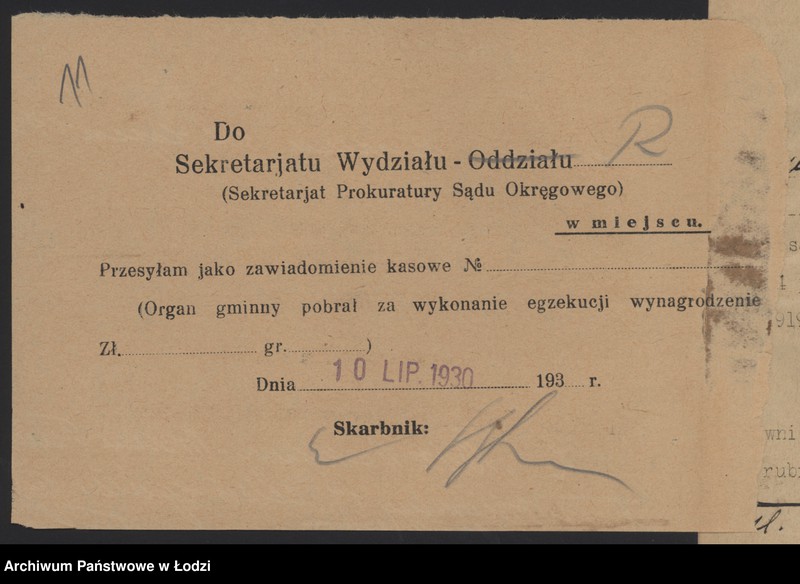 11
Do
Sekretarjatu Wydziału - Oddziału R
(Sekretarjat Prokuratury Sądu Okręgowego)
w miejscu.
Przesyłam jako zawiadomienie kasowe №
(Organ gminny pobrał za wykonanie egzekucji wynagrodzenie
Zł. gr. )
Dnia 10 LIP. 1930 193 r.
Skarbnik:
Archiwum Państwowe w Łodzi